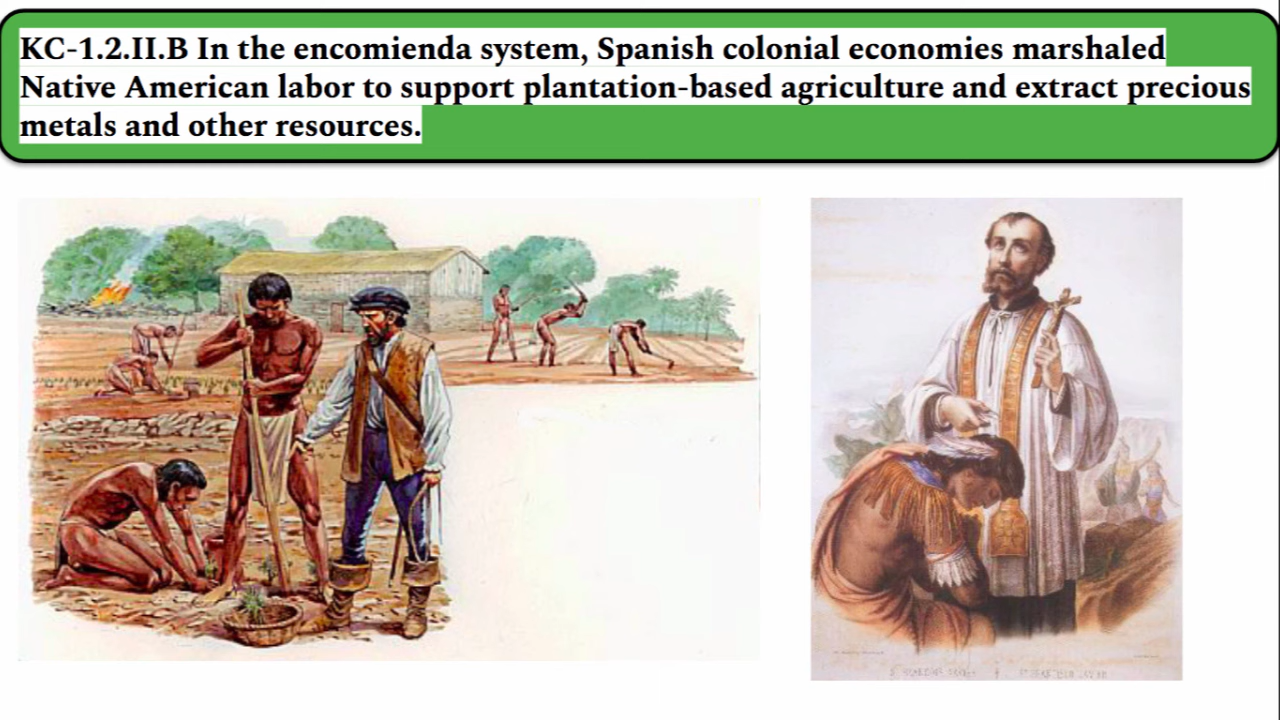 KC-1.2.II.B In the encomienda system, Spanish colonial economies marshaled
Native American labor to support plantation-based agriculture and extract precious
metals and other resources.